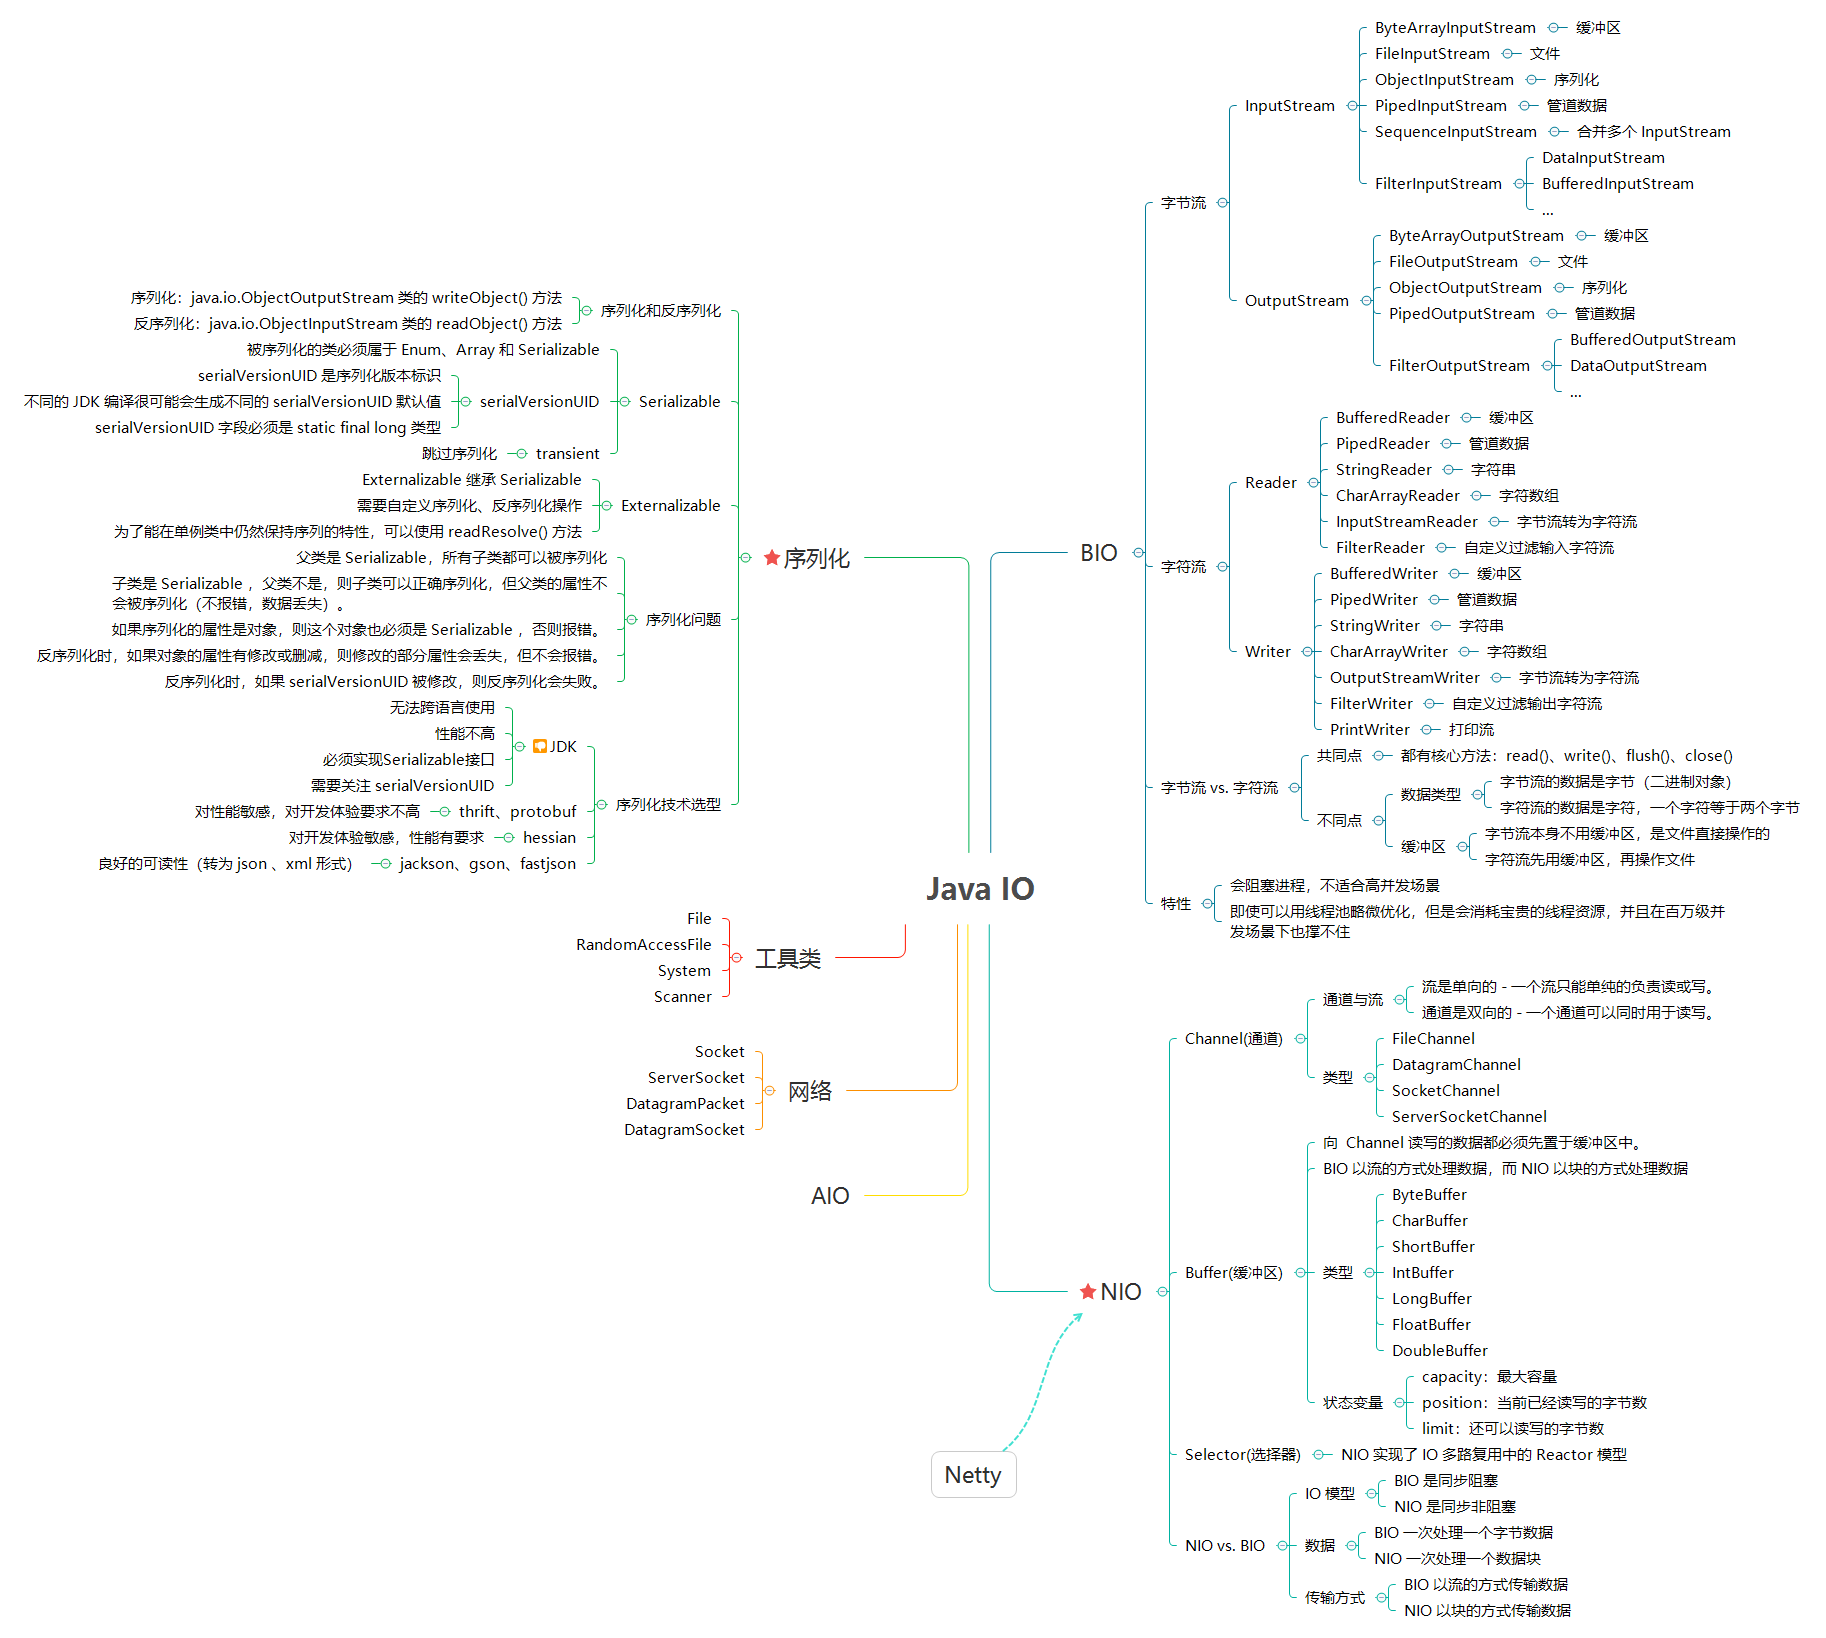 Java IO
BIO
字节流
InputStream
ByteArrayInputStream
缓冲区
FileInputStream
文件
ObjectInputStream
序列化
PipedInputStream
管道数据
SequenceInputStream
合并多个 InputStream
FilterInputStream
DataInputStream
BufferedInputStream
...
OutputStream
ByteArrayOutputStream
缓冲区
FileOutputStream
文件
ObjectOutputStream
序列化
PipedOutputStream
管道数据
FilterOutputStream
BufferedOutputStream
DataOutputStream
...
字符流
Reader
BufferedReader
缓冲区
PipedReader
管道数据
StringReader
字符串
CharArrayReader
字符数组
InputStreamReader
字节流转为字符流
FilterReader
自定义过滤输入字符流
Writer
BufferedWriter
缓冲区
PipedWriter
管道数据
StringWriter
字符串
CharArrayWriter
字符数组
OutputStreamWriter
字节流转为字符流
FilterWriter
自定义过滤输出字符流
PrintWriter
打印流
字节流 vs. 字符流
共同点
都有核心方法：read()、write()、flush()、close()
不同点
数据类型
字节流的数据是字节（二进制对象）
字符流的数据是字符，一个字符等于两个字节
缓冲区
字节流本身不用缓冲区，是文件直接操作的
字符流先用缓冲区，再操作文件
特性
会阻塞进程，不适合高并发场景
即使可以用线程池略微优化，但是会消耗宝贵的线程资源，并且在百万级并
发场景下也撑不住
NIO
Channel(通道)
通道与流
流是单向的 - 一个流只能单纯的负责读或写。
通道是双向的 - 一个通道可以同时用于读写。
类型
FileChannel
DatagramChannel
SocketChannel
ServerSocketChannel
Buffer(缓冲区)
向 Channel 读写的数据都必须先置于缓冲区中。
BIO 以流的方式处理数据，而 NIO 以块的方式处理数据
类型
ByteBuffer
CharBuffer
ShortBuffer
IntBuffer
LongBuffer
FloatBuffer
DoubleBuffer
状态变量
capacity：最大容量
position：当前已经读写的字节数
limit：还可以读写的字节数
Selector(选择器)
NIO 实现了 IO 多路复用中的 Reactor 模型
NIO vs. BIO
IO 模型
BIO 是同步阻塞
NIO 是同步非阻塞
数据
BIO 一次处理一个字节数据
NIO 一次处理一个数据块
传输方式
BIO 以流的方式传输数据
NIO 以块的方式传输数据
Netty
序列化
序列化和反序列化
序列化：java.io.ObjectOutputStream 类的 writeObject() 方法
反序列化：java.io.ObjectInputStream 类的 readObject() 方法
Serializable
被序列化的类必须属于 Enum、Array 和 Serializable
serialVersionUID
serialVersionUID 是序列化版本标识
不同的 JDK 编译很可能会生成不同的 serialVersionUID 默认值
serialVersionUID 字段必须是 static final long 类型
transient
跳过序列化
Externalizable
Externalizable 继承 Serializable
需要自定义序列化、反序列化操作
为了能在单例类中仍然保持序列的特性，可以使用 readResolve() 方法
序列化问题
父类是 Serializable，所有子类都可以被序列化
子类是 Serializable ，父类不是，则子类可以正确序列化，但父类的属性不
会被序列化（不报错，数据丢失）。
如果序列化的属性是对象，则这个对象也必须是 Serializable ，否则报错。
反序列化时，如果对象的属性有修改或删减，则修改的部分属性会丢失，但不会报错。
反序列化时，如果 serialVersionUID 被修改，则反序列化会失败。
序列化技术选型
JDK
无法跨语言使用
性能不高
必须实现Serializable接口
需要关注 serialVersionUID
thrift、protobuf
对性能敏感，对开发体验要求不高
hessian
对开发体验敏感，性能有要求
jackson、gson、fastjson
良好的可读性（转为 json 、xml 形式）
工具类
File
RandomAccessFile
System
Scanner
网络
Socket
ServerSocket
DatagramPacket
DatagramSocket
AIO